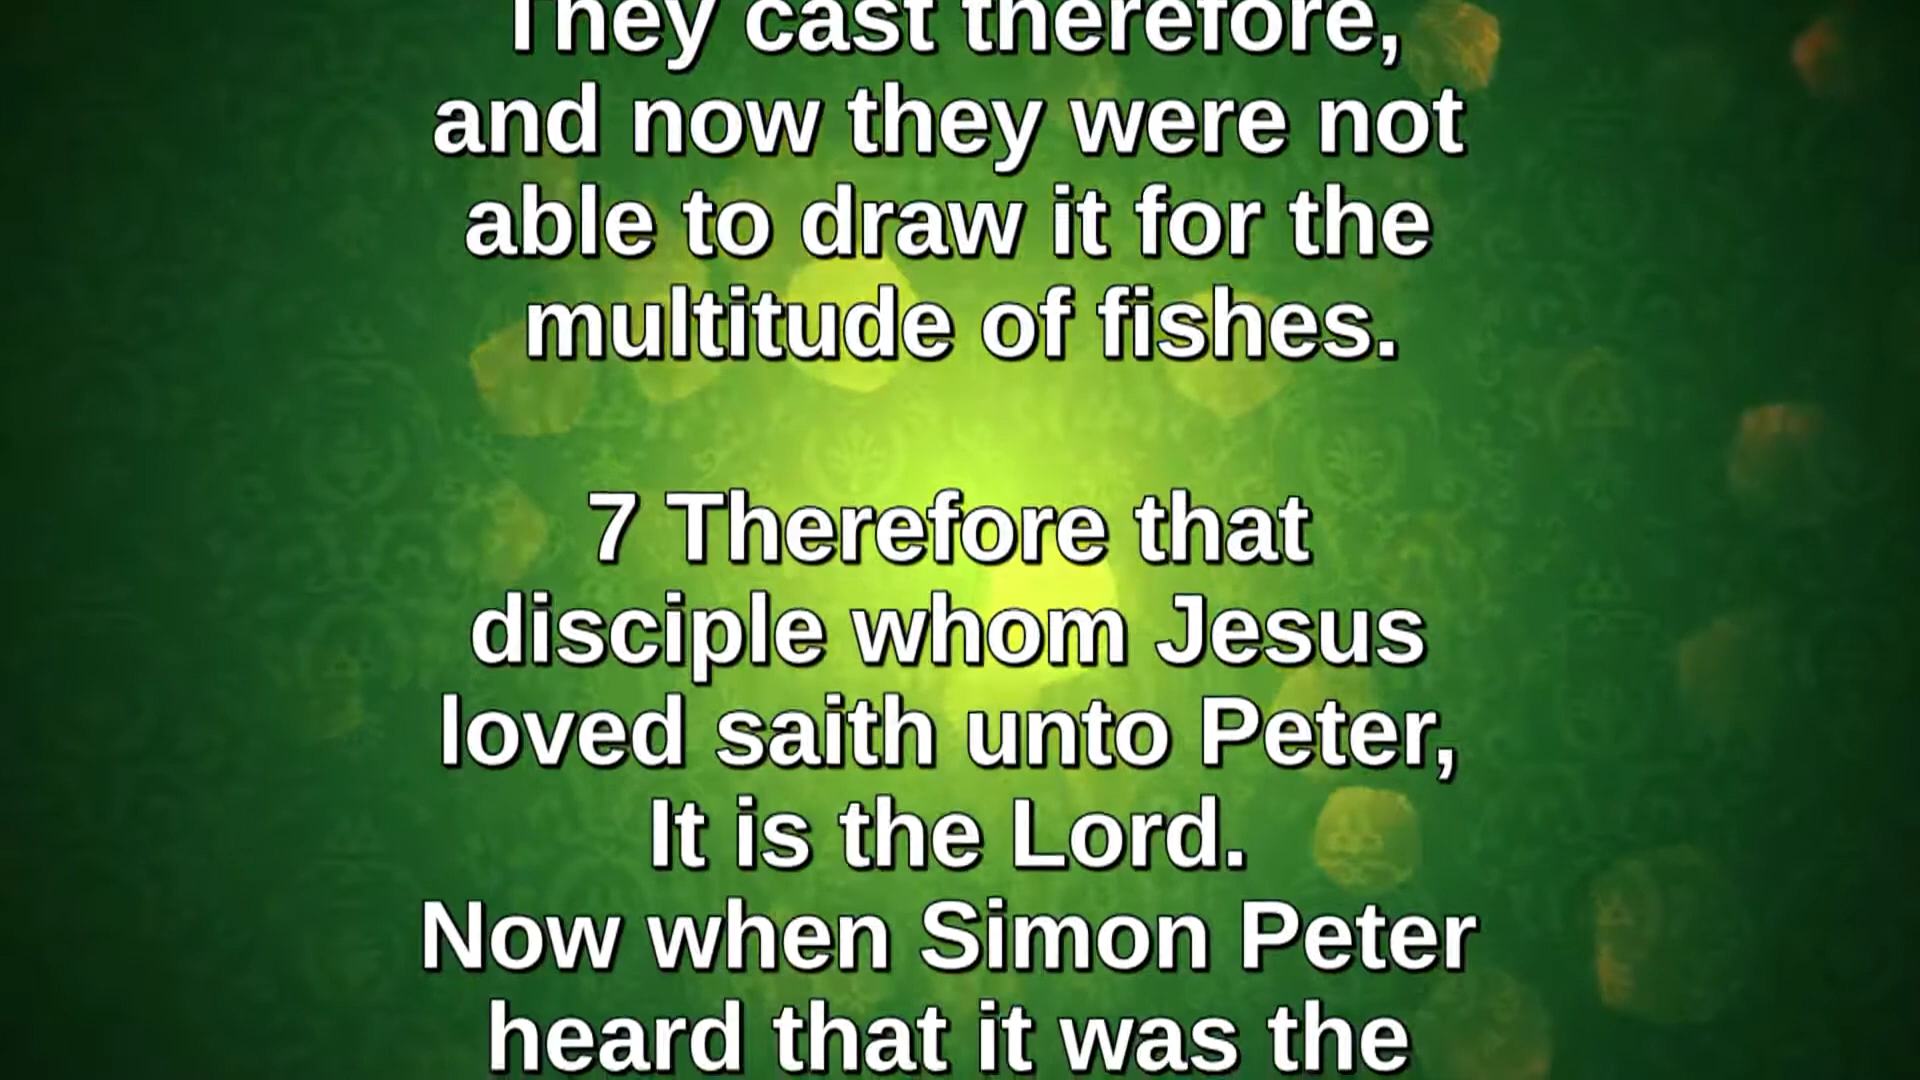 They cast therefore,
and now they were not
able to draw it for the
multitude of fishes.
7 Therefore that
disciple whom Jesus
loved saith unto Peter,
It is the Lord.
Now when Simon Peter
heard that it was the